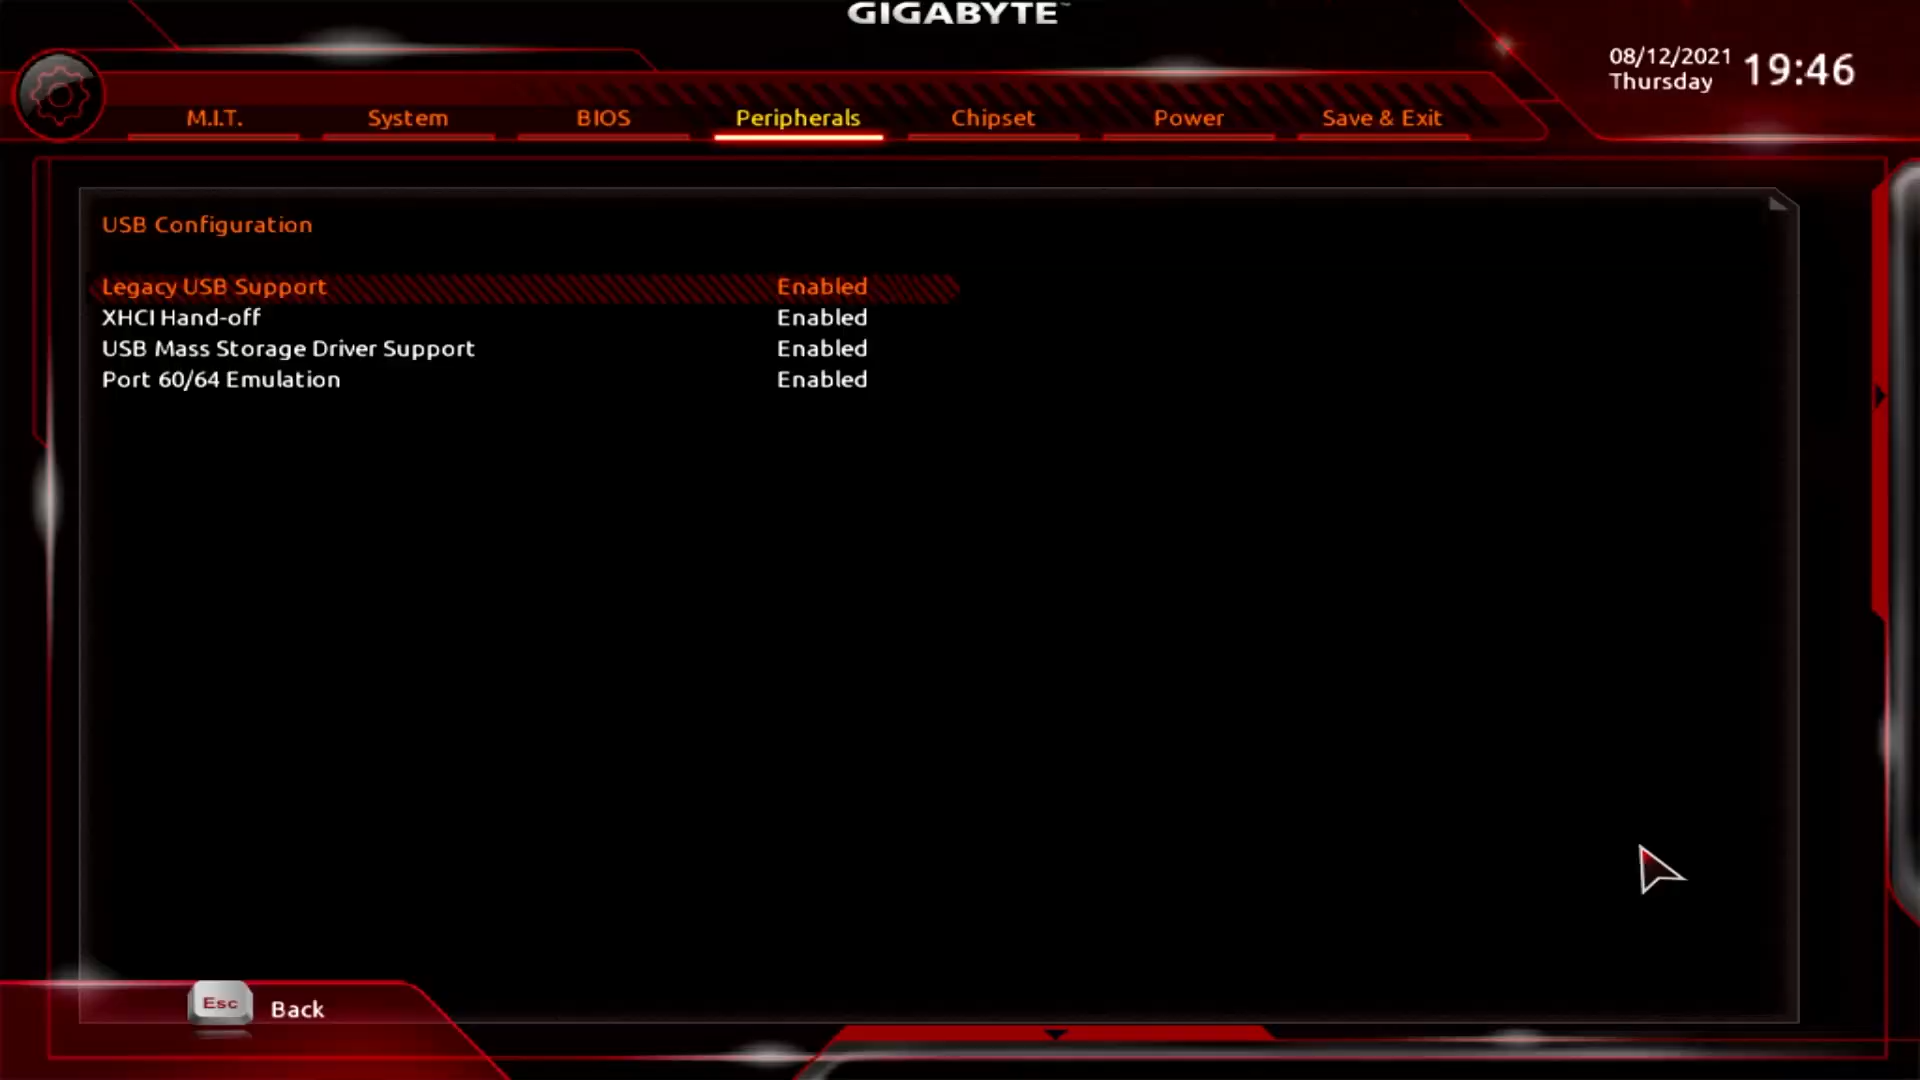 GIGABYTE™
08/12/2021
Thursday
19:46
M.I.T. System BIOS Peripherals Chipset Power Save & Exit
USB Configuration
Legacy USB Support Enabled
XHCI Hand-off Enabled
USB Mass Storage Driver Support Enabled
Port 60/64 Emulation Enabled
Esc Back